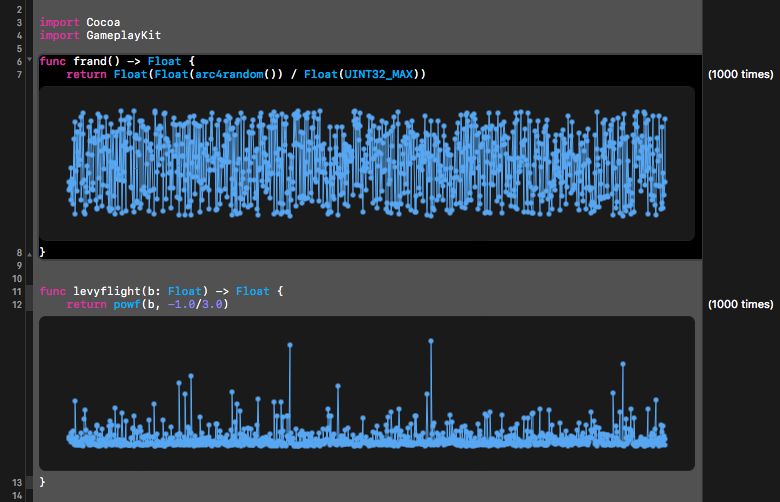 2
3 import Cocoa
4 import GameplayKit
5
6 func frand() -> Float {
7 return Float(Float(arc4random()) / Float(UINT32_MAX))
(1000 times)
8 }
9
10
11 func levyflight(b: Float) -> Float {
12 return powf(b, -1.0/3.0)
(1000 times)
13 }
14